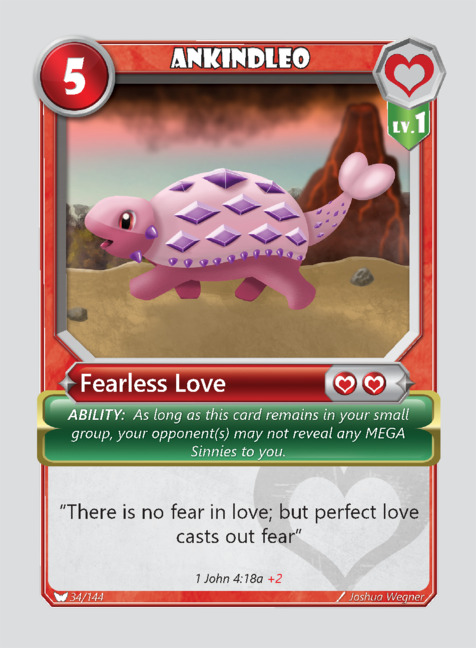 ANKINDLEO
5
LV.1
Fearless Love
ABILITY: As long as this card remains in your small
group, your opponent(s) may not reveal any MEGA
Sinnies to you.
"There is no fear in love; but perfect love
casts out fear"
1 John 4:18a +2
34/144
Joshua Wegner